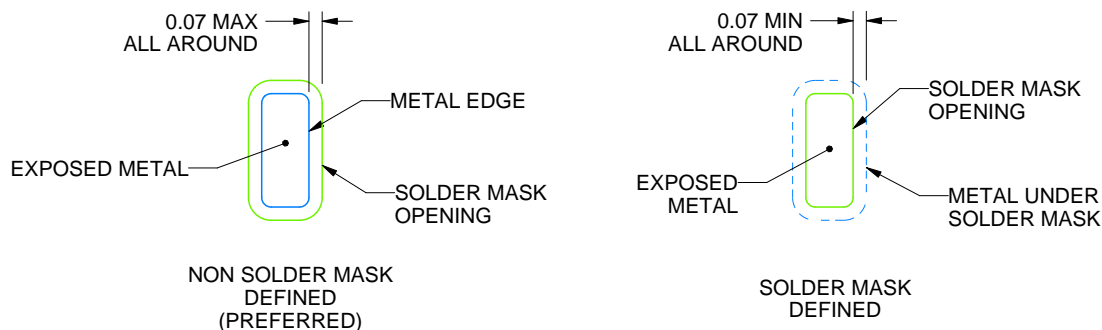 0.07 MAX
ALL AROUND
METAL EDGE
EXPOSED METAL
SOLDER MASK
OPENING
NON SOLDER MASK
DEFINED
(PREFERRED)
0.07 MIN
ALL AROUND
SOLDER MASK
OPENING
EXPOSED
METAL
METAL UNDER
SOLDER MASK
SOLDER MASK
DEFINED